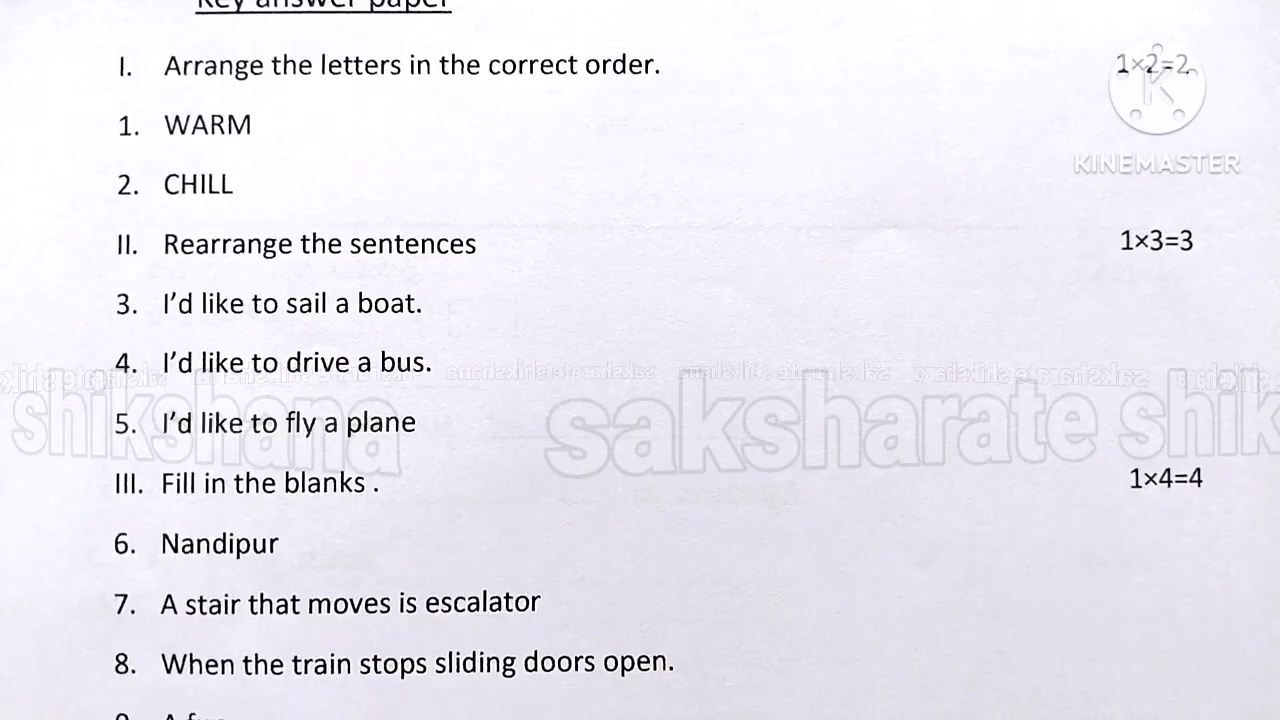 Key answer paper
I. Arrange the letters in the correct order. 1×2=2
1. WARM
KINEMASTER
2. CHILL
II. Rearrange the sentences 1×3=3
3. I'd like to sail a boat.
4. I'd like to drive a bus.
shikshana saksharate shik
5. I'd like to fly a plane
III. Fill in the blanks . 1×4=4
6. Nandipur
7. A stair that moves is escalator
8. When the train stops sliding doors open.